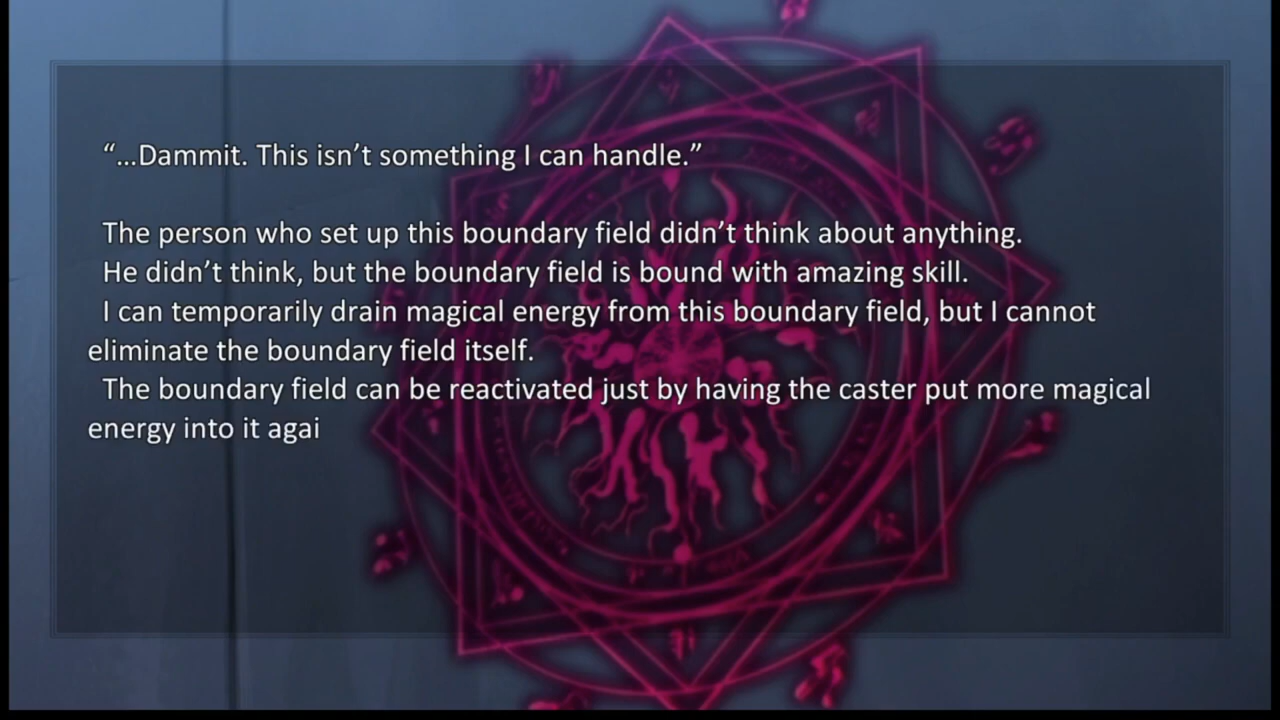 “...Dammit. This isn’t something I can handle.”
The person who set up this boundary field didn’t think about anything.
He didn’t think, but the boundary field is bound with amazing skill.
I can temporarily drain magical energy from this boundary field, but I cannot
eliminate the boundary field itself.
The boundary field can be reactivated just by having the caster put more magical
energy into it agai